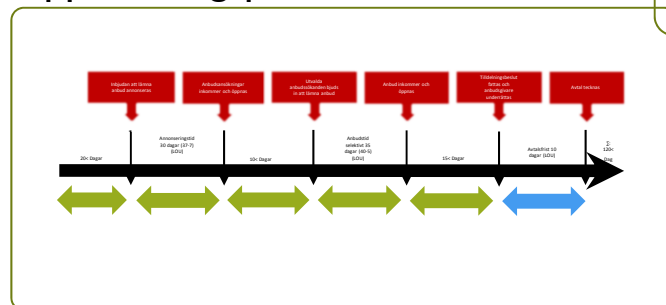 Inbjudan att lämna
anbud annonseras
Anbudsansökningar
inkommer och öppnas
Utvalda
anbudssökanden bjuds
in att lämna anbud
Anbud inkommer och
öppnas
Tilldelningsbeslut
fattas och
anbudsgivare
underrättas
Avtal tecknas
20< Dagar
Annonseringstid
30 dagar (37-7)
(LOU)
10< Dagar
Anbudstid
selektivt 35
dagar (40-5)
(LOU)
15< Dagar
Avtalsfrist 10
dagar (LOU)
Σ:
120<
Dag